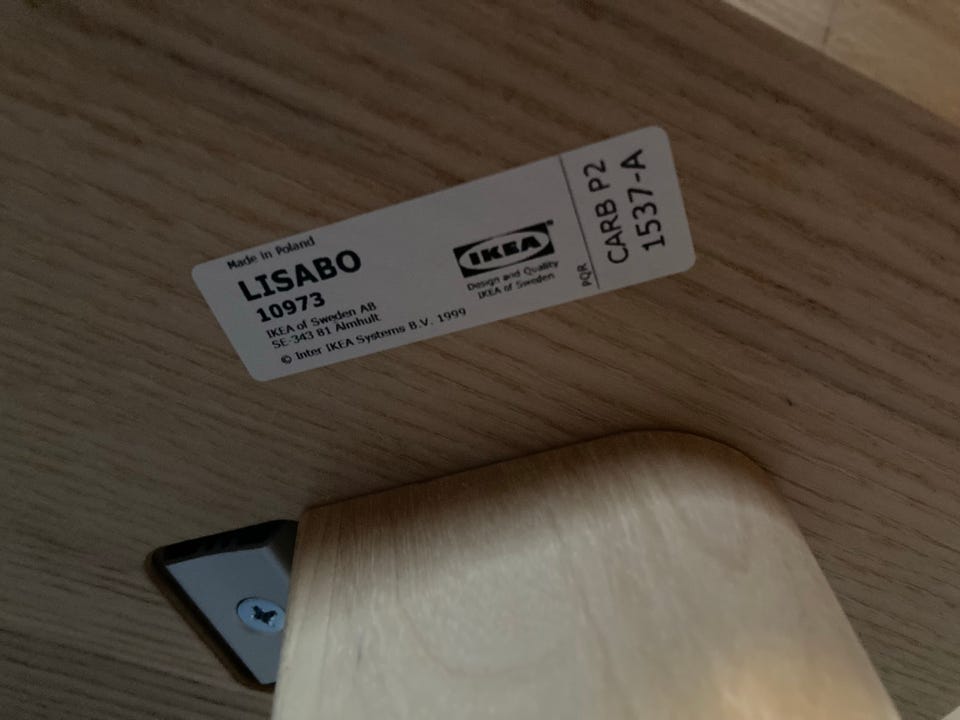 Made in Poland
LISABO
10973
IKEA of Sweden AB
SE-343 81 Älmhult
© Inter IKEA Systems B.V. 1999
IKEA®
Design and Quality
IKEA of Sweden
PQR
CARB P2
1537-A